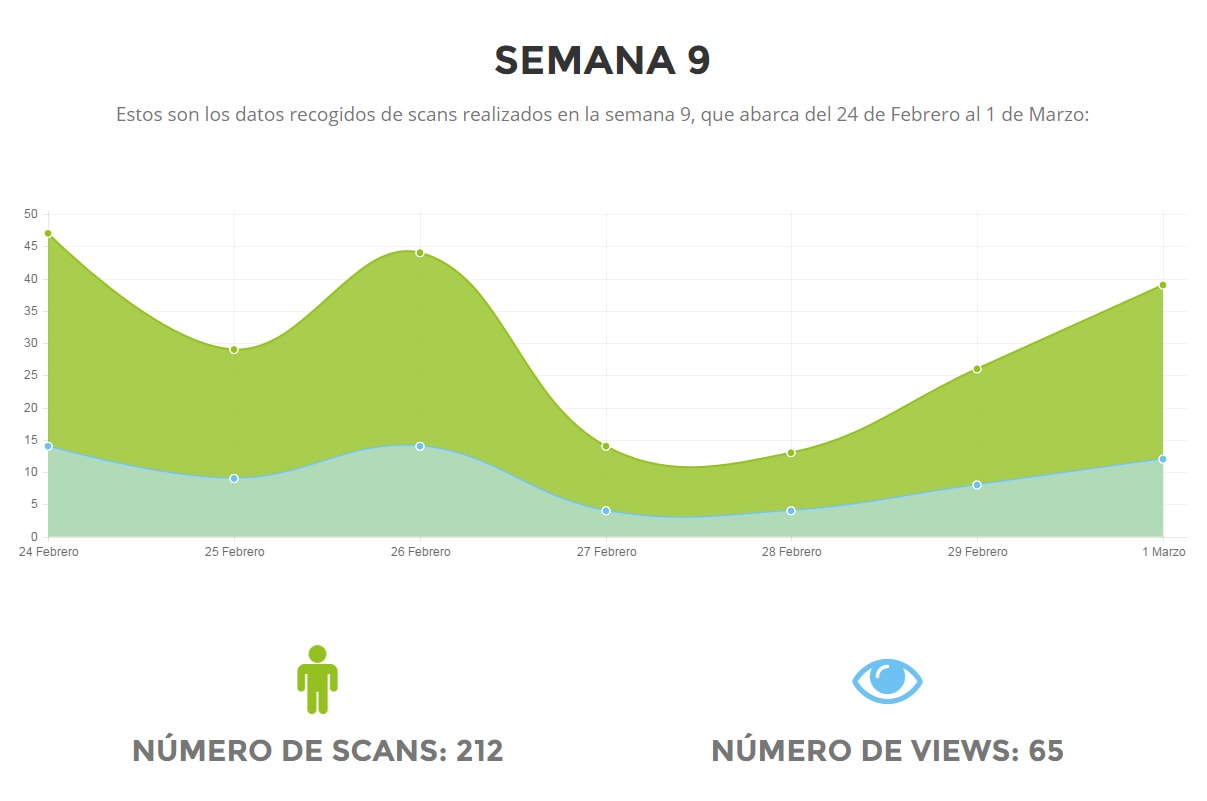 SEMANA 9
Estos son los datos recogidos de scans realizados en la semana 9, que abarca del 24 de Febrero al 1 de Marzo:
50
45
40
35
30
25
20
15
10
5
0
24 Febrero 25 Febrero 26 Febrero 27 Febrero 28 Febrero 29 Febrero 1 Marzo
NÚMERO DE SCANS: 212 NÚMERO DE VIEWS: 65